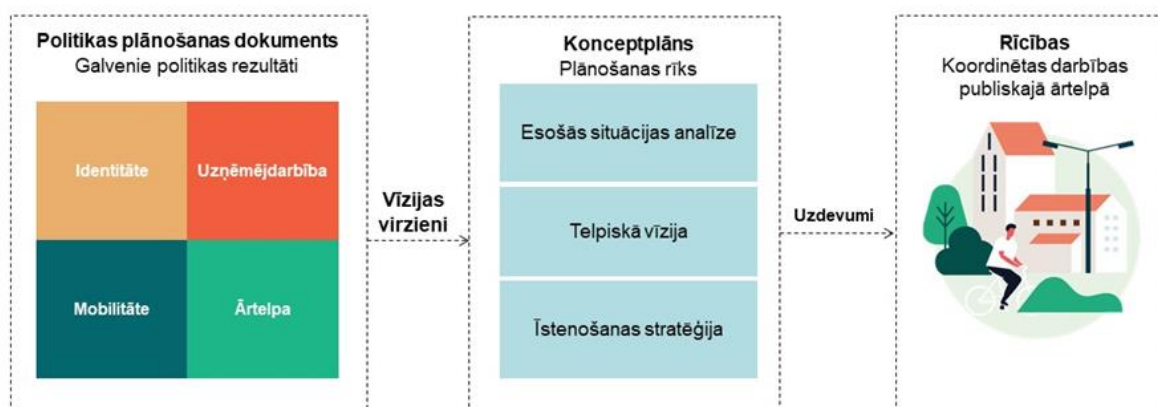 Politikas plānošanas dokuments
Galvenie politikas rezultāti
Identitāte
Uzņēmējdarbība
Mobilitāte
Ārtelpa
Vīzijas
virzieni
Konceptplāns
Plānošanas rīks
Esošās situācijas analīze
Telpiskā vīzija
Īstenošanas stratēģija
Uzdevumi
Rīcības
Koordinētas darbības
publiskajā ārtelpā